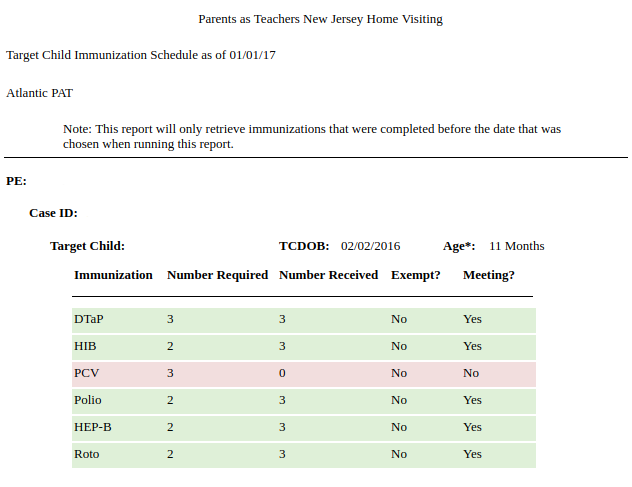 Parents as Teachers New Jersey Home Visiting
Target Child Immunization Schedule as of 01/01/17
Atlantic PAT
Note: This report will only retrieve immunizations that were completed before the date that was
chosen when running this report.
PE:
Case ID:
Target Child: TCDOB: 02/02/2016 Age*: 11 Months
Immunization Number Required Number Received Exempt? Meeting?
DTaP 3 3 No Yes
HIB 2 3 No Yes
PCV 3 0 No No
Polio 2 3 No Yes
HEP-B 2 3 No Yes
Roto 2 3 No Yes